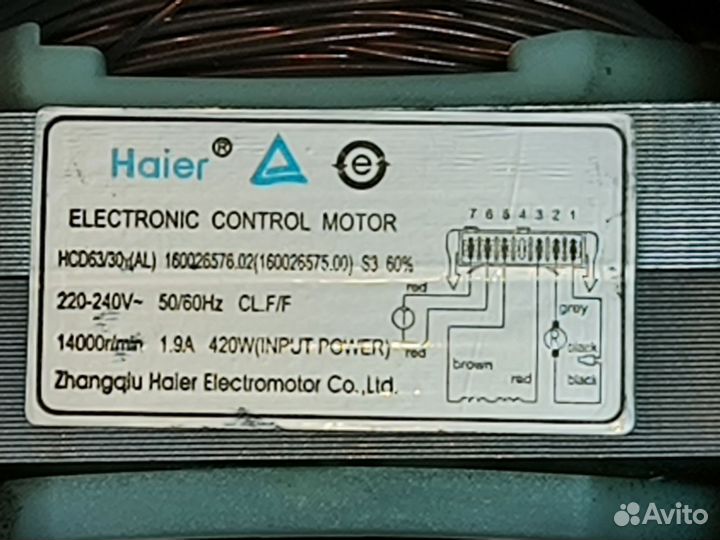 Haier ® e
ELECTRONIC CONTROL MOTOR
HCD63/30y(AL) 160026576.02(160026575.00) S3 60%
220-240V~ 50/60Hz CL.F/F
14000r/min 1.9A 420W(INPUT POWER)
Zhangqiu Haier Electromotor Co.,Ltd.
7 6 5 4 3 2 1
red
grey
R
red
black
brown
red
black
Avito